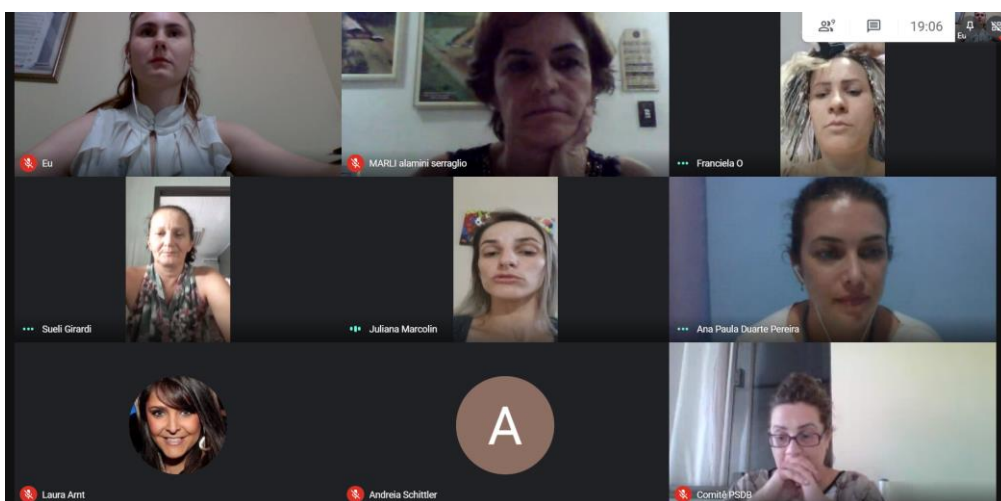 9
19:06
Eu
Eu
MARLI alamini serraglio
Franciela O
Sueli Girardi
Juliana Marcolin
Ana Paula Duarte Pereira
A
Laura Arnt
Andreia Schittler
Comitê PSDB